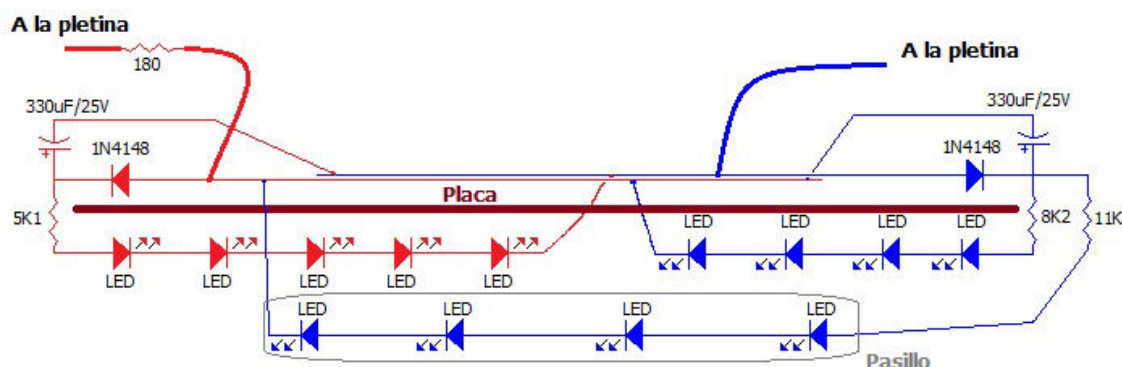 A la pletina
180
A la pletina
330uF/25V
330uF/25V
1N4148
1N4148
Placa
5K1
8K2
11K
LED
LED
LED
LED
LED
LED
LED
LED
LED
LED
LED
LED
LED
Pasillo